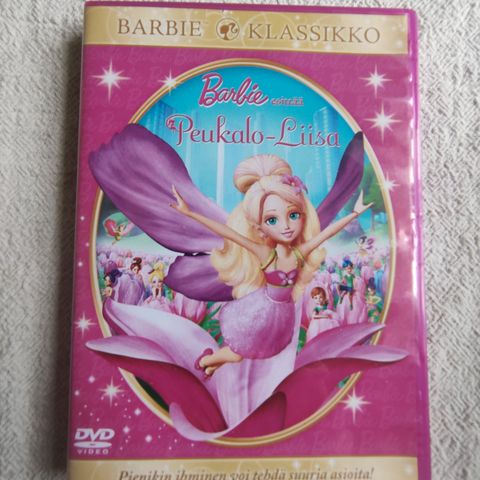 BARBIE KLASSIKKO
Barbie esittää
Peukalo-Liisa
DVD
VIDEO
Pienikin ihminen voi tehdä suuria asioita!